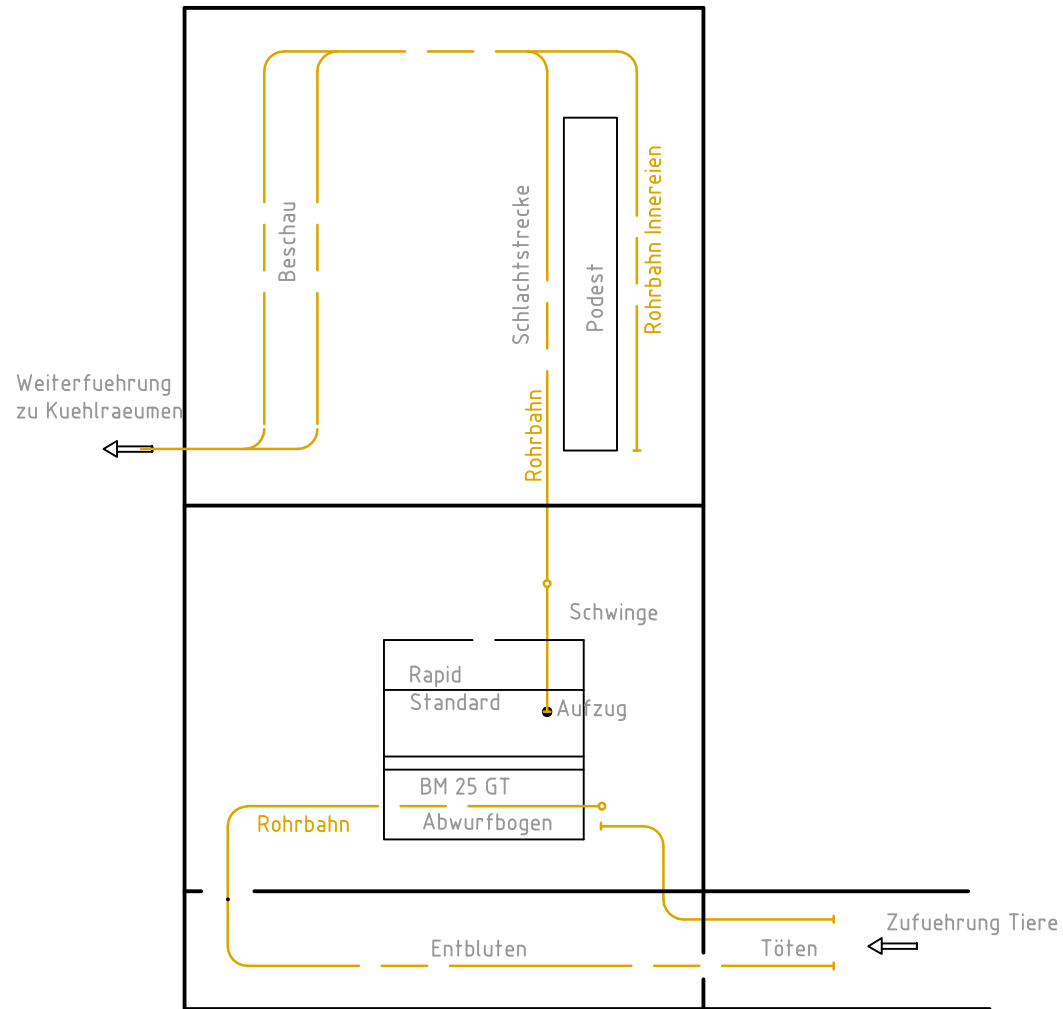 Beschau
Schlachtstrecke
Podest
Rohrbahn Innereien
Weiterfuehrung
zu Kuehlraeumen
Rohrbahn
Schwinge
Rapid
Standard
Aufzug
BM 25 GT
Abwurfbogen
Rohrbahn
Zufuehrung Tiere
Entbluten
Töten